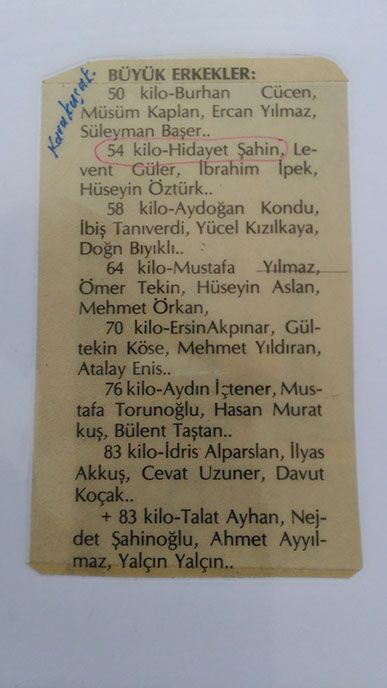 Karakuşak.
BÜYÜK ERKEKLER:
50 kilo-Burhan Cücen,
Müsüm Kaplan, Ercan Yılmaz,
Süleyman Başer..
54 kilo-Hidayet Şahin, Le-
vent Güler, İbrahim İpek,
Hüseyin Öztürk..
58 kilo-Aydoğan Kondu,
İbiş Tanıverdi, Yücel Kızılkaya,
Doğn Bıyıklı..
64 kilo-Mustafa Yılmaz,
Ömer Tekin, Hüseyin Aslan,
Mehmet Örkan,
70 kilo-ErsinAkpınar, Gül-
tekin Köse, Mehmet Yıldıran,
Atalay Enis..
76 kilo-Aydın İçtener, Mus-
tafa Torunoğlu, Hasan Murat
kuş, Bülent Taştan..
83 kilo-İdris Alparslan, İlyas
Akkuş, Cevat Uzuner, Davut
Koçak..
+ 83 kilo-Talat Ayhan, Nej-
det Şahinoğlu, Ahmet Ayyıl-
maz, Yalçın Yalçın..